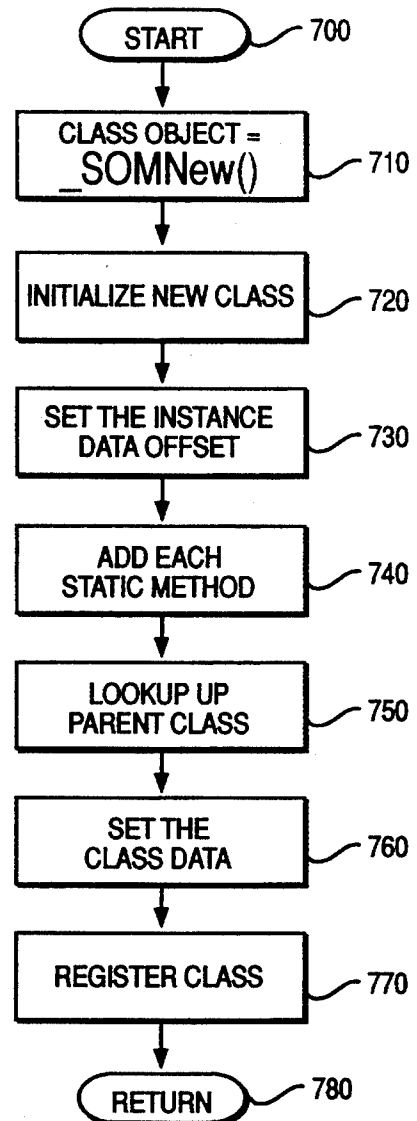 START
700
CLASS OBJECT =
_SOMNew()
710
INITIALIZE NEW CLASS
720
SET THE INSTANCE
DATA OFFSET
730
ADD EACH
STATIC METHOD
740
LOOKUP UP
PARENT CLASS
750
SET THE
CLASS DATA
760
REGISTER CLASS
770
RETURN
780